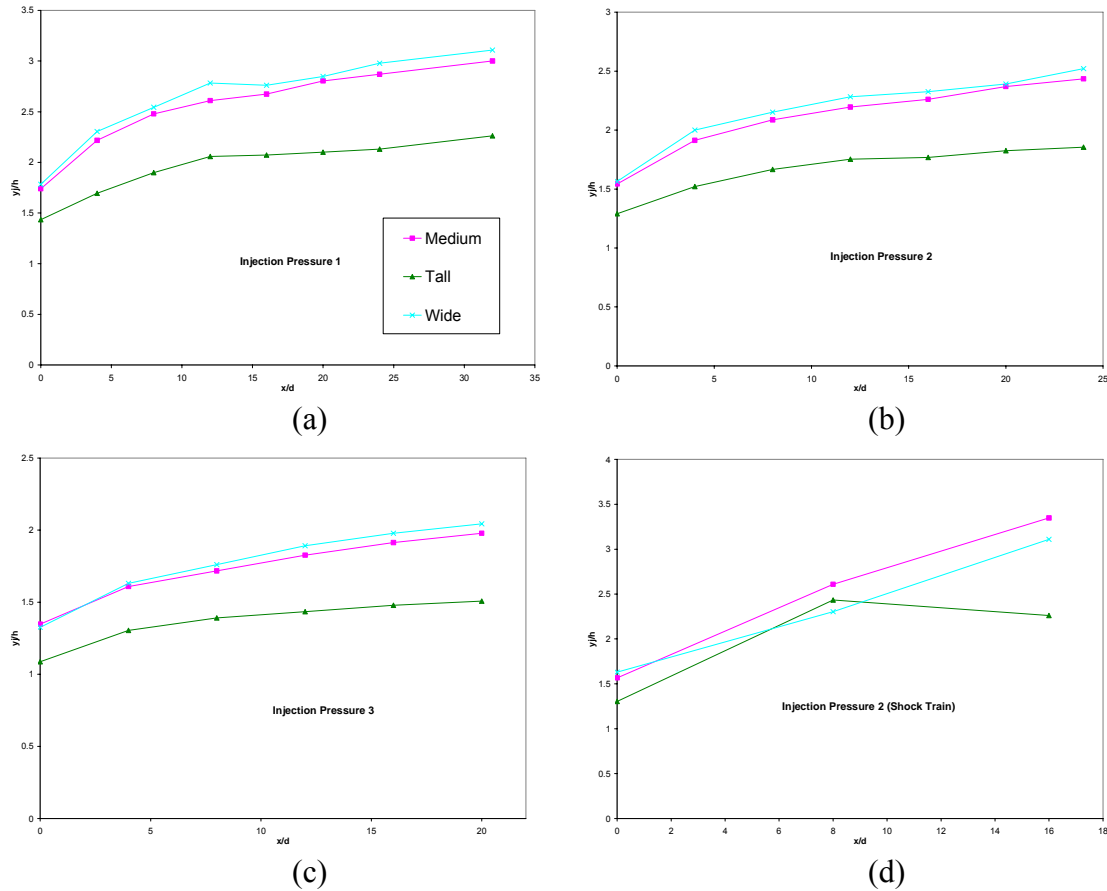 3.5
3
2.5
2
1.5
1
0.5
0
yj/h
0 5 10 15 20 25 30 35
x/d
Injection Pressure 1
Medium
Tall
Wide
(a)
3
2.5
2
1.5
1
0.5
0
yj/h
0 5 10 15 20 25
x/d
Injection Pressure 2
(b)
2.5
2
1.5
1
0.5
0
yj/h
0 5 10 15 20
x/d
Injection Pressure 3
(c)
4
3.5
3
2.5
2
1.5
1
0.5
0
yj/h
0 2 4 6 8 10 12 14 16 18
x/d
Injection Pressure 2 (Shock Train)
(d)